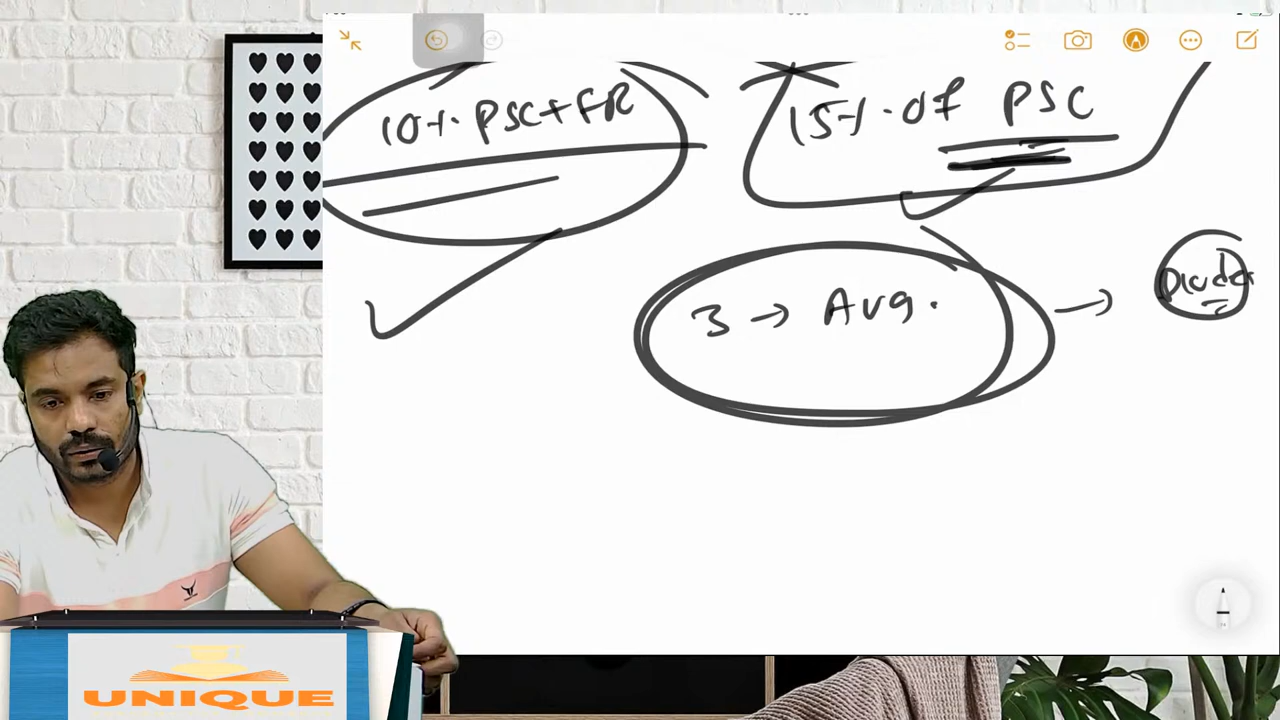 10%. PSC+FR
15% of PSC
3 → Avg. →
UNIQUE